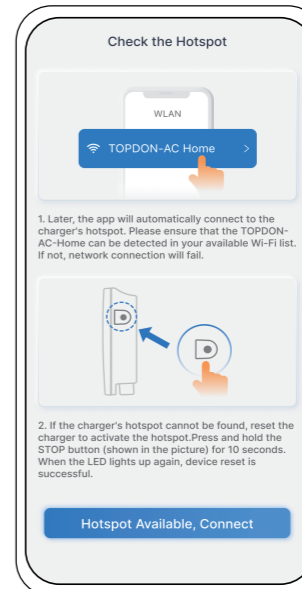 Check the Hotspot
WLAN
TOPDON-AC Home
1. Later, the app will automatically connect to the
charger's hotspot. Please ensure that the TOPDON-
AC-Home can be detected in your available Wi-Fi list.
If not, network connection will fail.
2. If the charger's hotspot cannot be found, reset the
charger to activate the hotspot.Press and hold the
STOP button (shown in the picture) for 10 seconds.
When the LED lights up again, device reset is
successful.
Hotspot Available, Connect